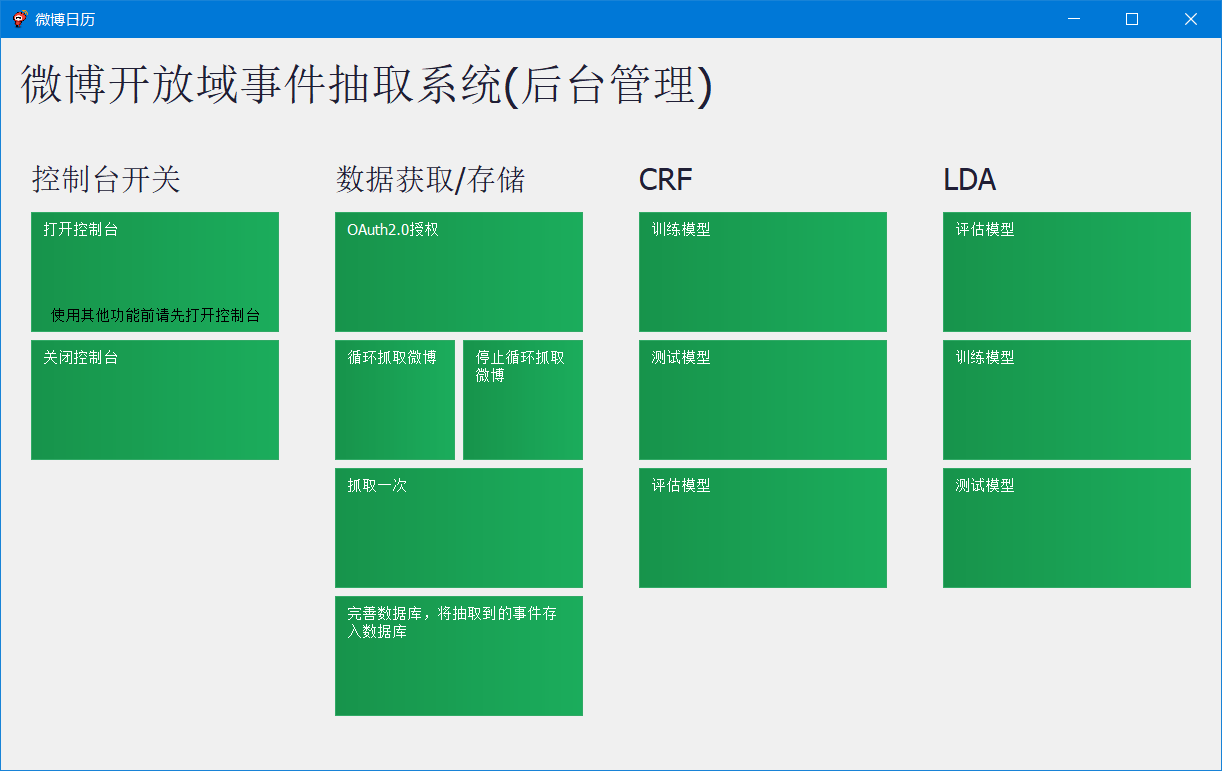 微博日历
微博开放域事件抽取系统(后台管理)
控制台开关
打开控制台
使用其他功能前请先打开控制台
关闭控制台
数据获取/存储
OAuth2.0授权
循环抓取微博
停止循环抓取
微博
抓取一次
完善数据库，将抽取到的事件存
入数据库
CRF
训练模型
测试模型
评估模型
LDA
评估模型
训练模型
测试模型